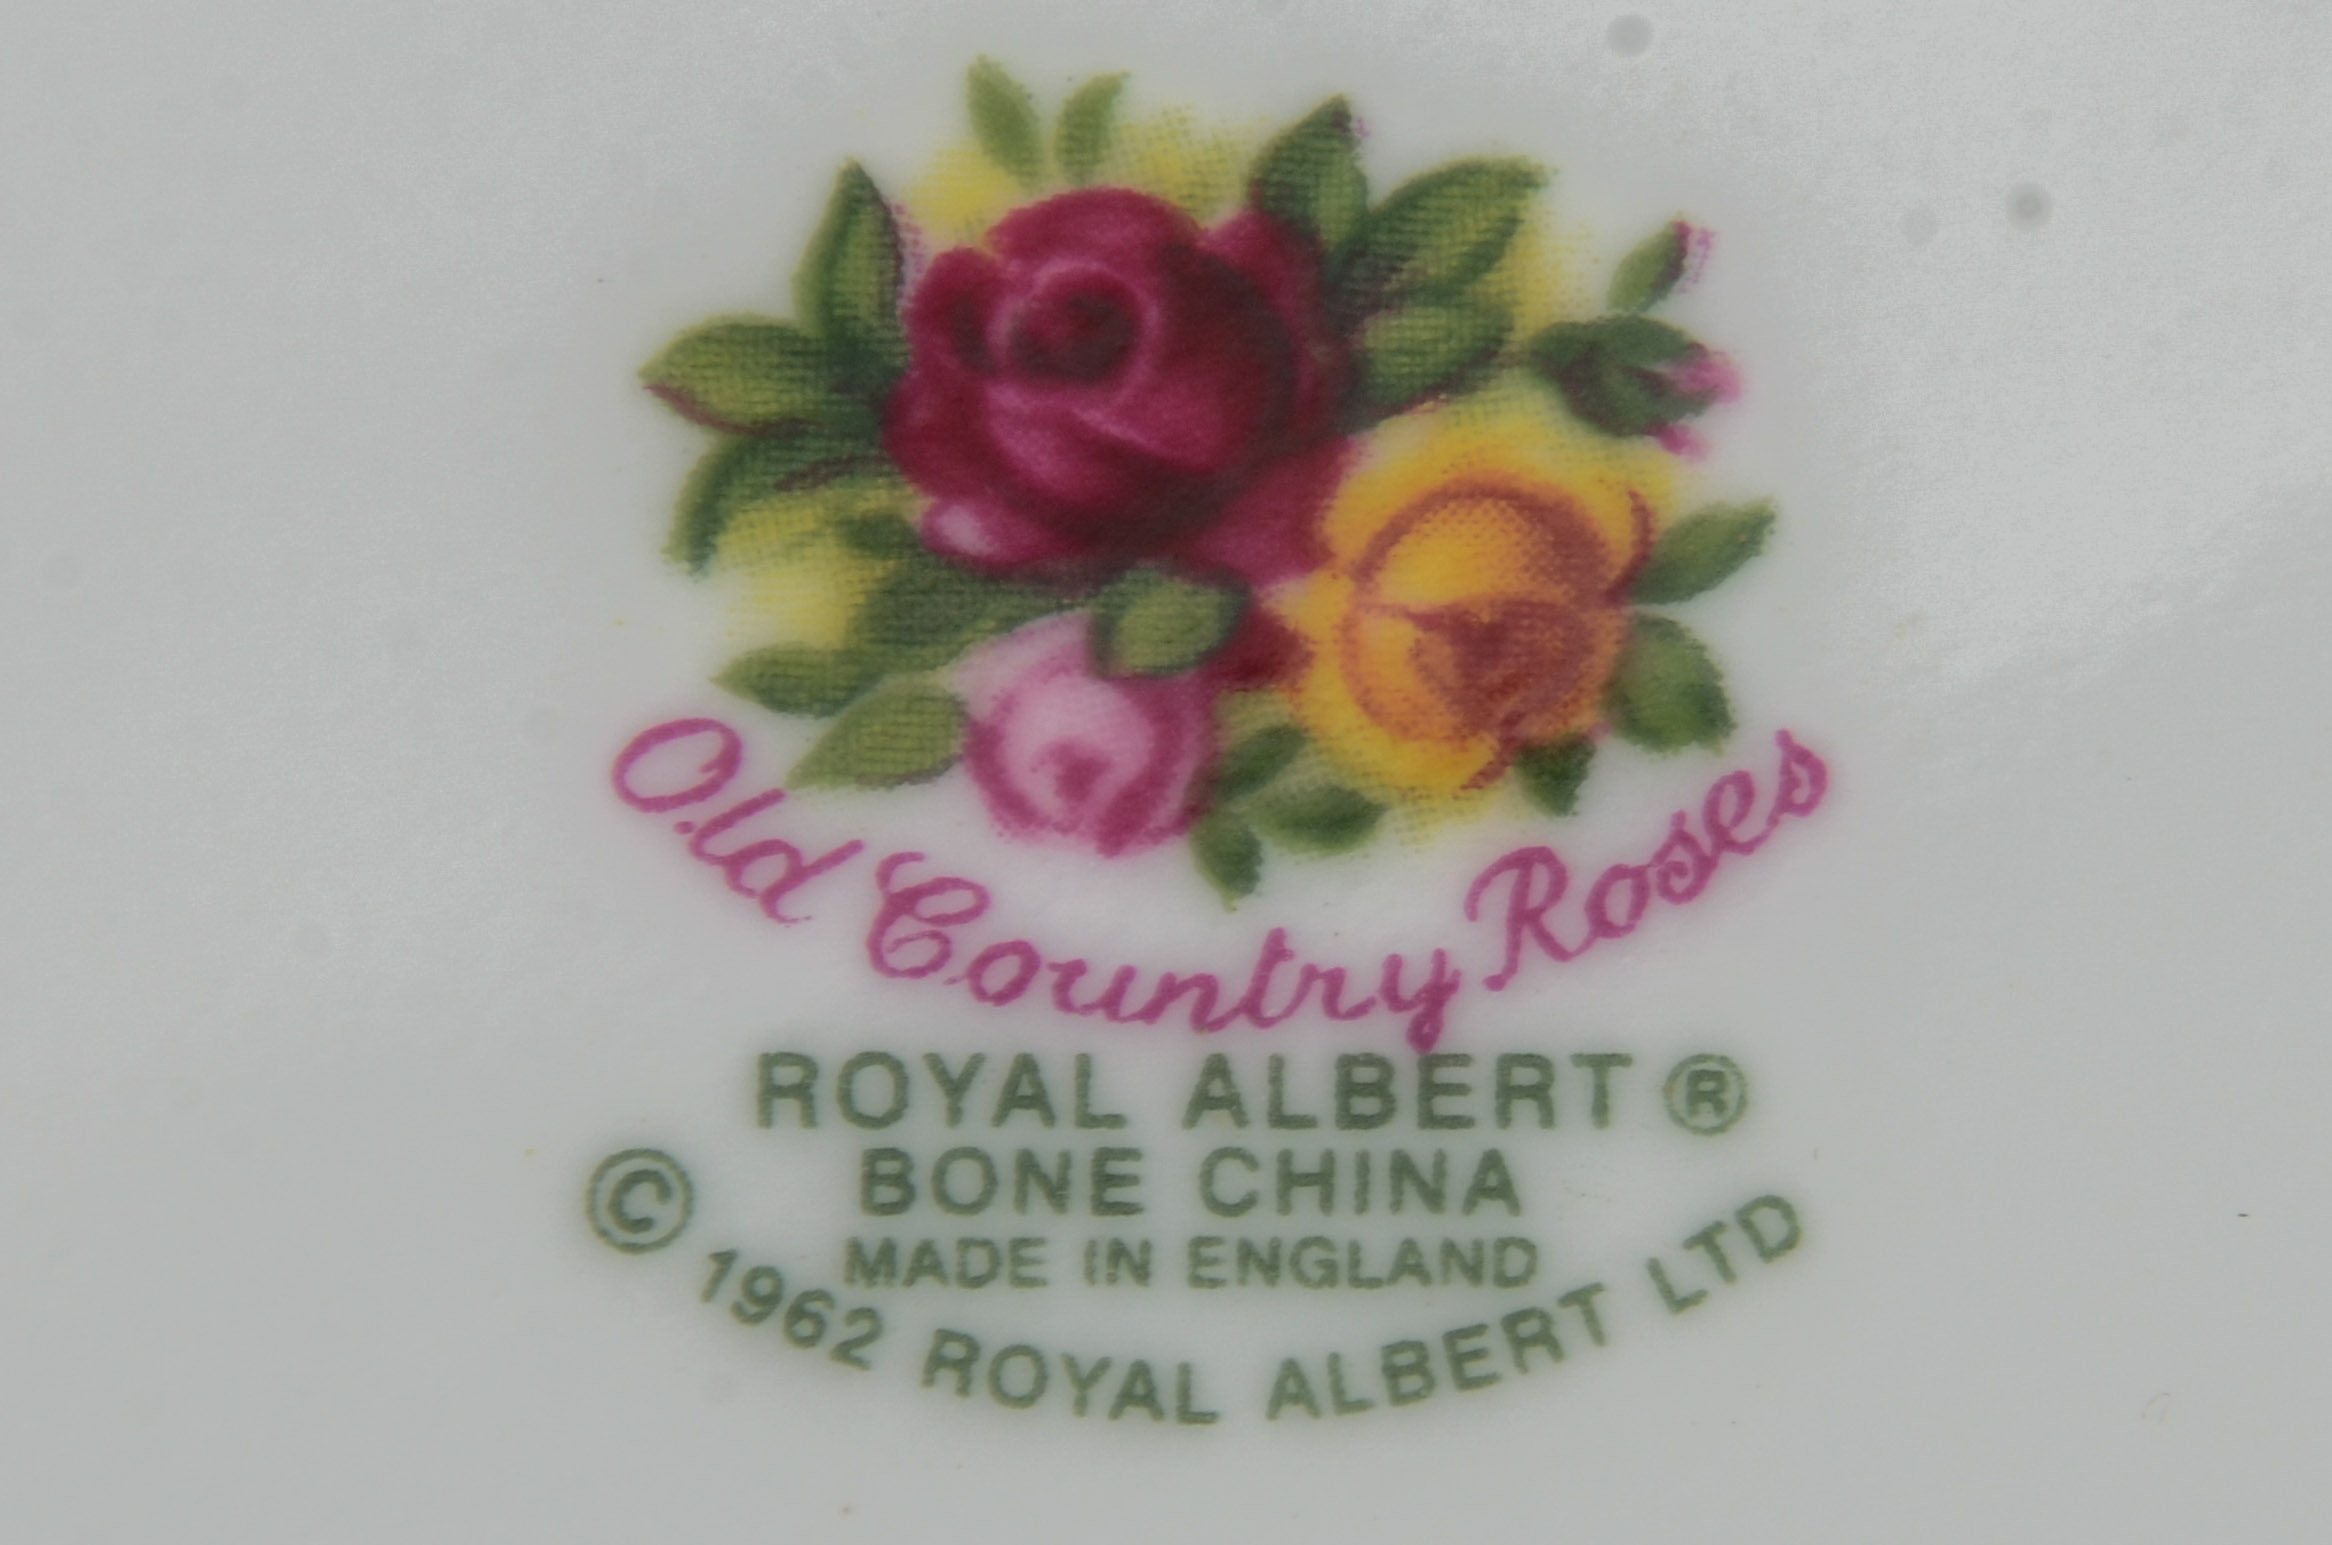 Old Country Roses
ROYAL ALBERT ®
BONE CHINA
MADE IN ENGLAND
© 1962 ROYAL ALBERT LTD